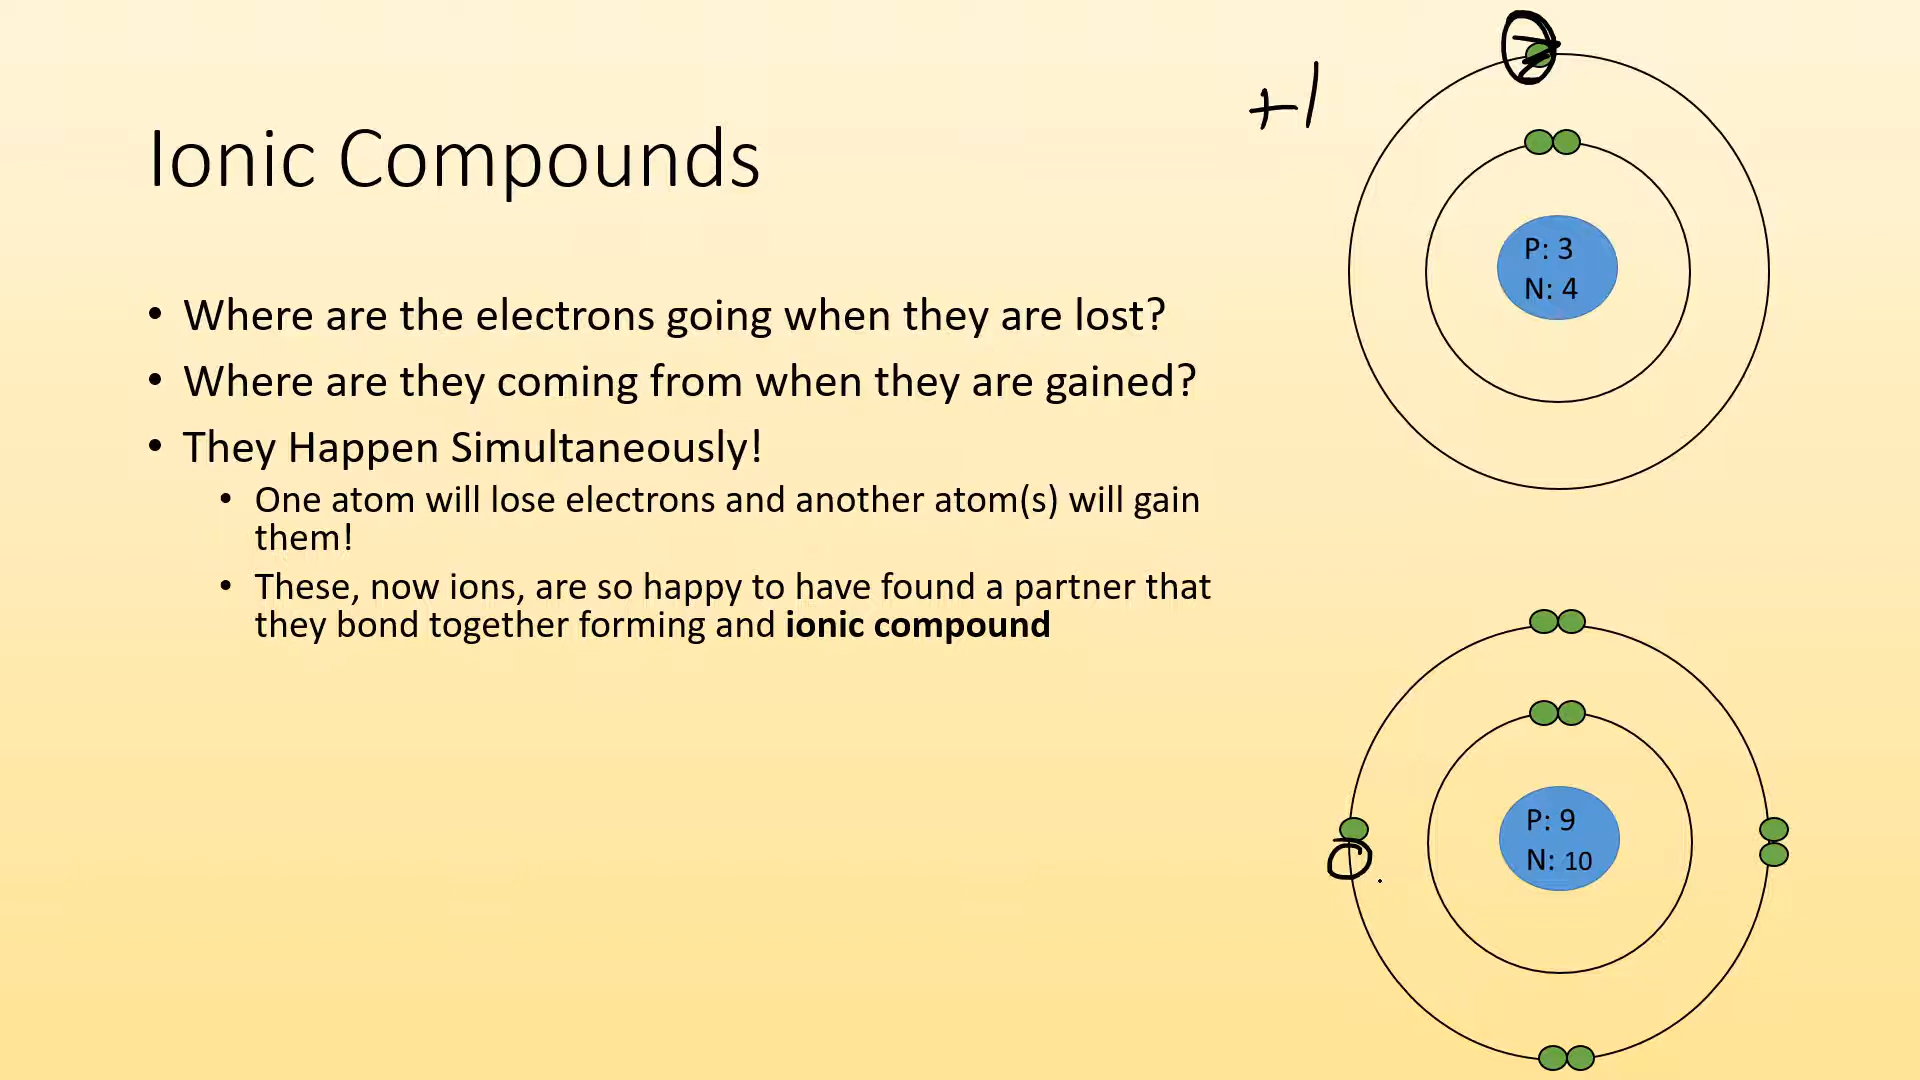 Ionic Compounds
• Where are the electrons going when they are lost?
• Where are they coming from when they are gained?
• They Happen Simultaneously!
• One atom will lose electrons and another atom(s) will gain
them!
• These, now ions, are so happy to have found a partner that
they bond together forming and ionic compound
+1
P: 3
N: 4
P: 9
N: 10